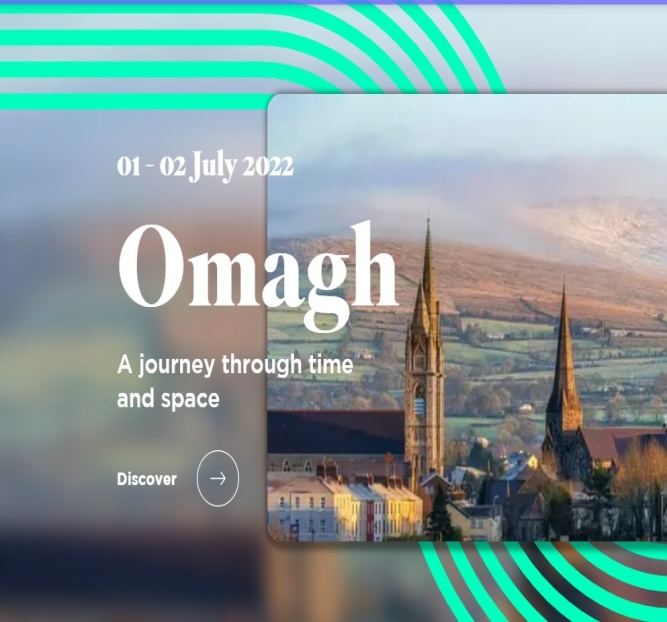 01 - 02 July 2022
Omagh
A journey through time
and space
Discover